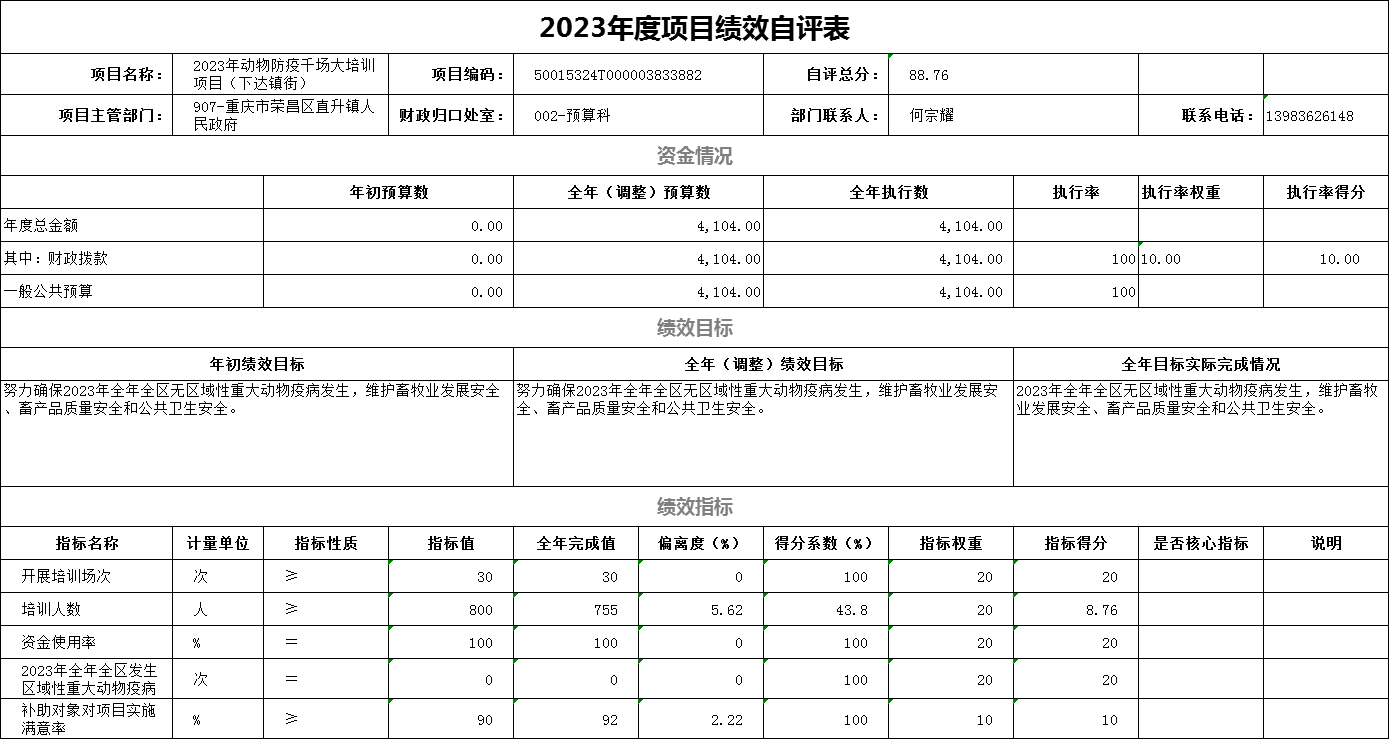 2023年度项目绩效自评表
项目名称： 2023年动物防疫千场大培训 项目编码： 50015324T000003833882 自评总分： 88.76
项目（下达镇街）
项目主管部门： 907-重庆市荣昌区直升镇人 财政归口处室： 002-预算科 部门联系人： 何宗耀 联系电话： 13983626148
民政府
资金情况
年初预算数 全年（调整）预算数 全年执行数 执行率 执行率权重 执行率得分
年度总金额 0.00 4,104.00 4,104.00
其中：财政拨款 0.00 4,104.00 4,104.00 100 10.00 10.00
一般公共预算 0.00 4,104.00 4,104.00 100
绩效目标
年初绩效目标 全年（调整）绩效目标 全年目标实际完成情况
努力确保2023年全年全区无区域性重大动物疫病发生，维护畜牧业发展安全
、畜产品质量安全和公共卫生安全。
努力确保2023年全年全区无区域性重大动物疫病发生，维护畜牧业发展安
全、畜产品质量安全和公共卫生安全。
2023年全年全区无区域性重大动物疫病发生，维护畜牧
业发展安全、畜产品质量安全和公共卫生安全。
绩效指标
指标名称 计量单位 指标性质 指标值 全年完成值 偏离度（%） 得分系数（%） 指标权重 指标得分 是否核心指标 说明
开展培训场次 次 ≥ 30 30 0 100 20 20
培训人数 人 ≥ 800 755 5.62 43.8 20 8.76
资金使用率 % ＝ 100 100 0 100 20 20
2023年全年全区发生
区域性重大动物疫病 次 ＝ 0 0 0 100 20 20
补助对象对项目实施
满意率 % ≥ 90 92 2.22 100 10 10